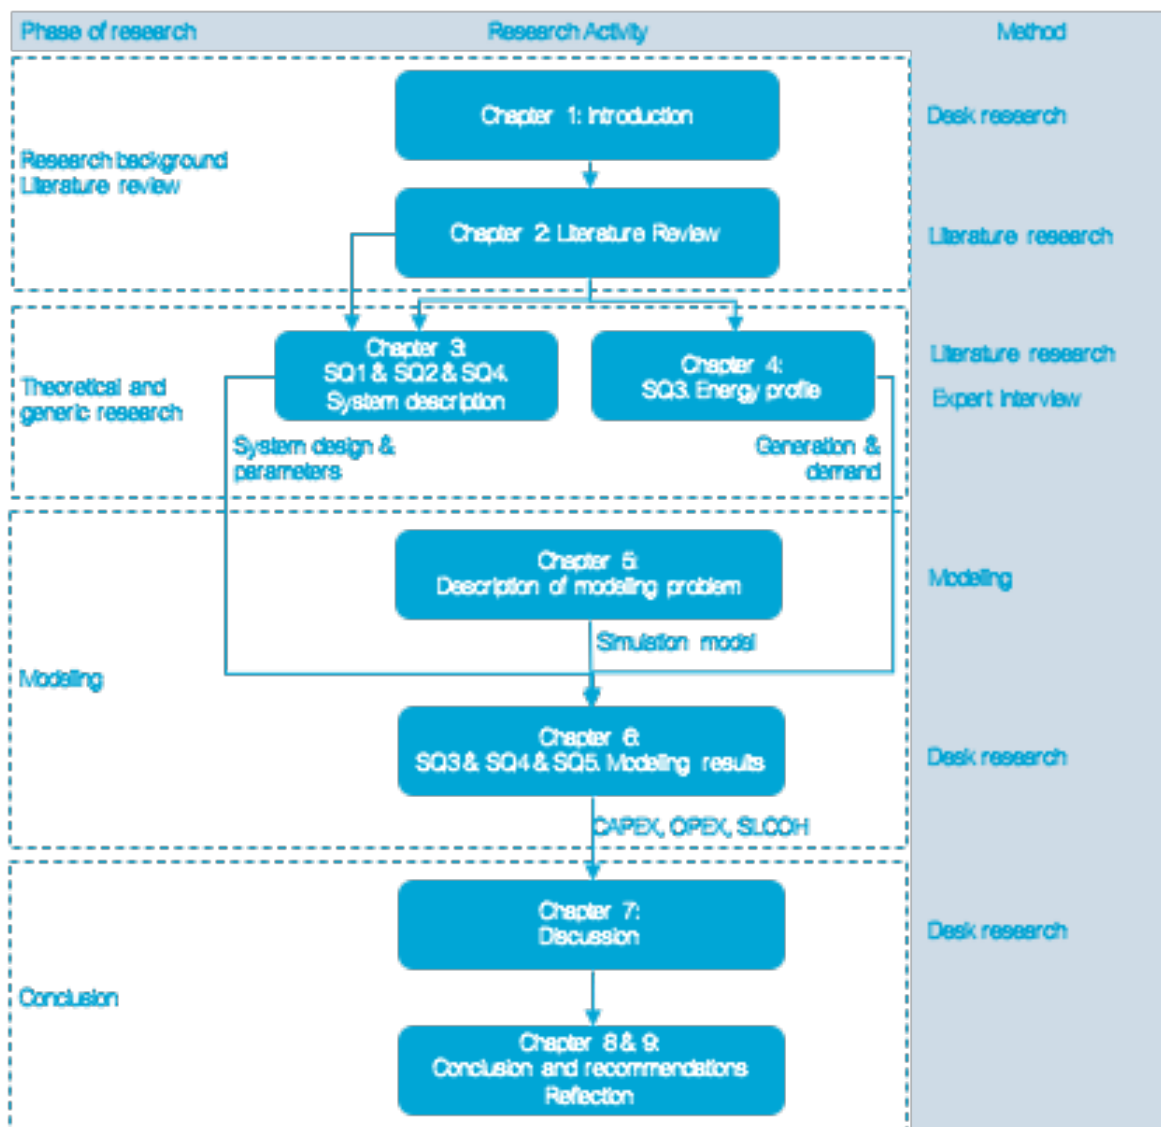 Phase of research
Research Activity
Method
Chapter 1: Introduction
Desk research
Research background
Literature review
Chapter 2: Literature Review
Literature research
Chapter 3:
SQ1 & SQ2 & SQ4.
System description
Chapter 4:
SQ3. Energy profile
Literature research
Expert Interview
Theoretical and
generic research
System design &
parameters
Generation &
demand
Chapter 5:
Description of modeling problem
Modeling
Simulation model
Modelling
Chapter 6:
SQ3 & SQ4 & SQ5. Modeling results
Desk research
CAPEX, OPEX, SLCOH
Chapter 7:
Discussion
Desk research
Conclusion
Chapter 8 & 9:
Conclusion and recommendations
Reflection